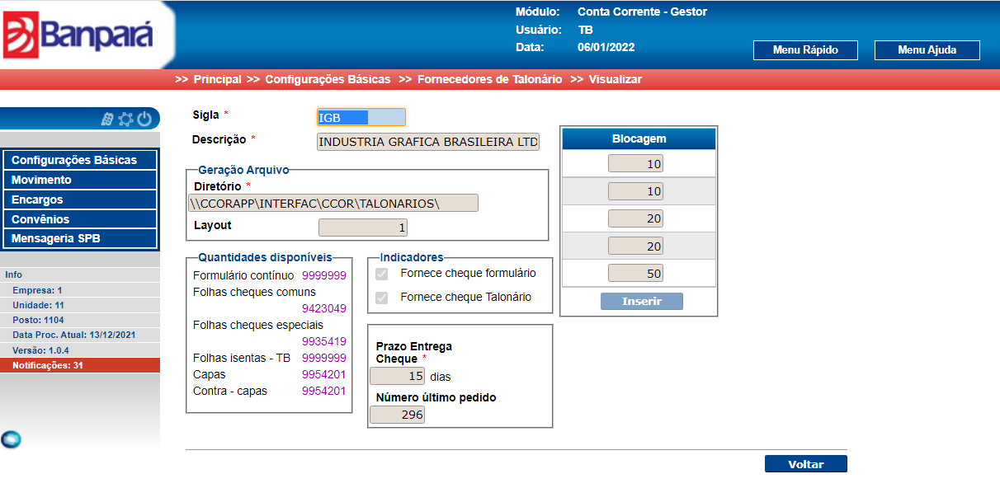 Banpará
Módulo: Conta Corrente - Gestor
Usuário: TB
Data: 06/01/2022
Menu Rápido
Menu Ajuda
>> Principal >> Configurações Básicas >> Fornecedores de Talonário >> Visualizar
Configurações Básicas
Movimento
Encargos
Convênios
Mensageria SPB
Info
Empresa: 1
Unidade: 11
Posto: 1104
Data Proc. Atual: 13/12/2021
Versão: 1.0.4
Notificações: 31
Sigla * IGB
Descrição * INDUSTRIA GRAFICA BRASILEIRA LTD
Geração Arquivo
Diretório *
\\CCORAPP\INTERFAC\CCOR\TALONARIOS\
Layout 1
Quantidades disponíveis
Formulário contínuo 9999999
Folhas cheques comuns
9423049
Folhas cheques especiais
9935419
Folhas isentas - TB 9999999
Capas 9954201
Contra - capas 9954201
Indicadores
Fornece cheque formulário
Fornece cheque Talonário
Prazo Entrega
Cheque *
15 dias
Número último pedido
296
Blocagem
10
10
20
20
50
Inserir
Voltar